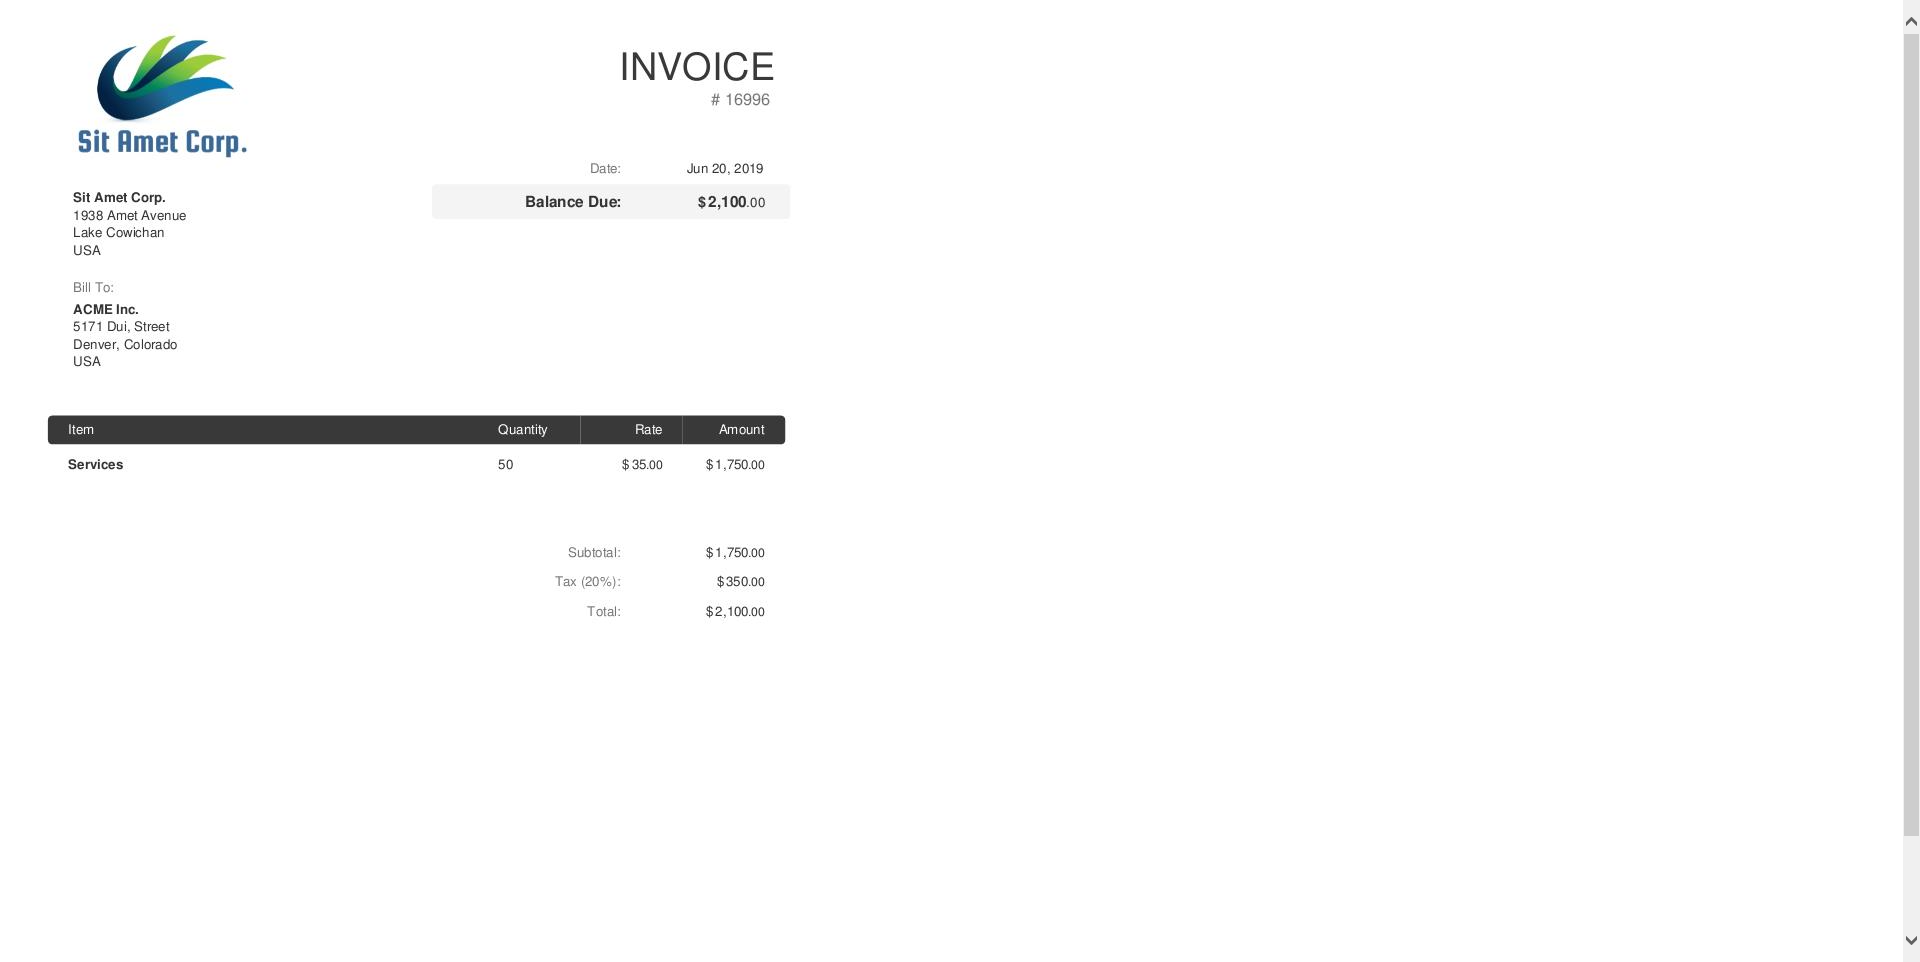 Sit Amet Corp.
INVOICE
# 16996
Date: Jun 20, 2019
Balance Due: $2,100.00
Sit Amet Corp.
1938 Amet Avenue
Lake Cowichan
USA
Bill To:
ACME Inc.
5171 Dui, Street
Denver, Colorado
USA
Item Quantity Rate Amount
Services 50 $35.00 $1,750.00
Subtotal: $1,750.00
Tax (20%): $350.00
Total: $2,100.00